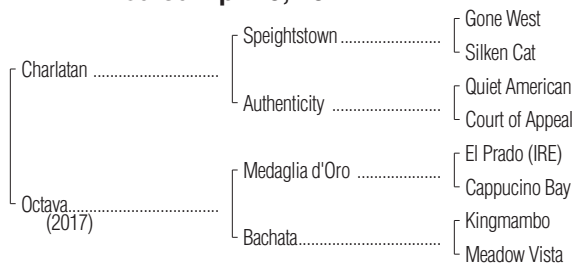 Gone West
Speightstown ....................
Silken Cat
Charlatan ................................
Quiet American
Authenticity ...........................
Court of Appeal
El Prado (IRE)
Medaglia d'Oro .....................
Cappucino Bay
Octava.......................................
(2017)
Kingmambo
Bachata....................................
Meadow Vista